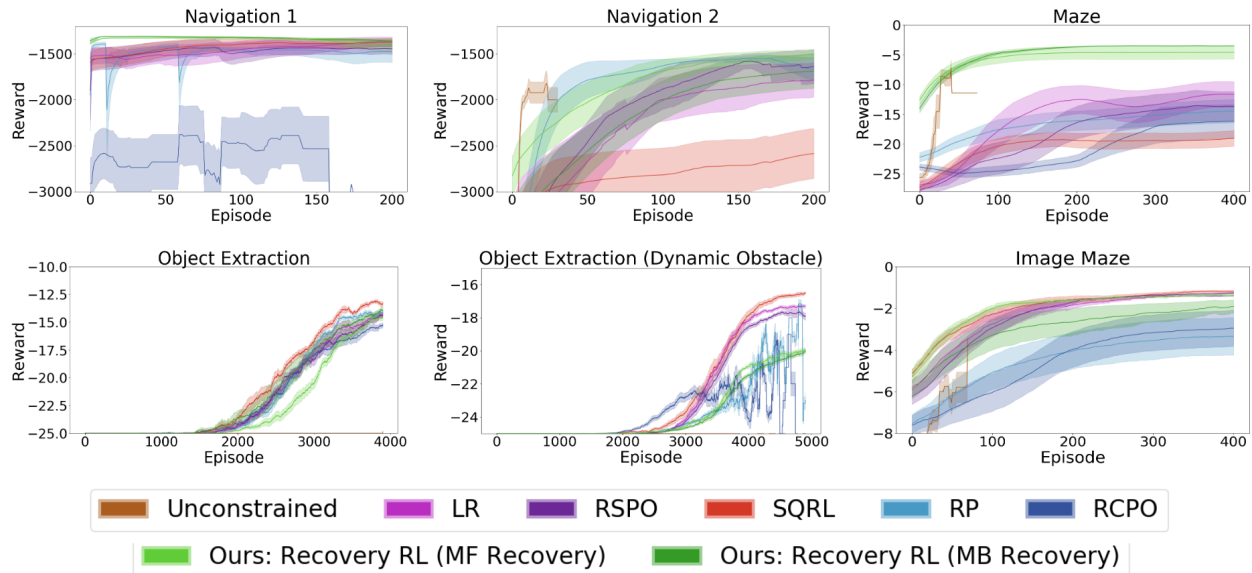 Navigation 1
Reward
−1500
−2000
−2500
−3000
0
50
100
150
200
Episode
Navigation 2
Reward
−1500
−2000
−2500
−3000
0
50
100
150
200
Episode
Maze
Reward
0
−5
−10
−15
−20
−25
0
100
200
300
400
Episode
Object Extraction
Reward
−10.0
−12.5
−15.0
−17.5
−20.0
−22.5
−25.0
0
1000
2000
3000
4000
Episode
Object Extraction (Dynamic Obstacle)
Reward
−16
−18
−20
−22
−24
0
1000
2000
3000
4000
5000
Episode
Image Maze
Reward
0
−2
−4
−6
−8
0
100
200
300
400
Episode
Unconstrained
LR
RSPO
SQRL
RP
RCPO
Ours: Recovery RL (MF Recovery)
Ours: Recovery RL (MB Recovery)